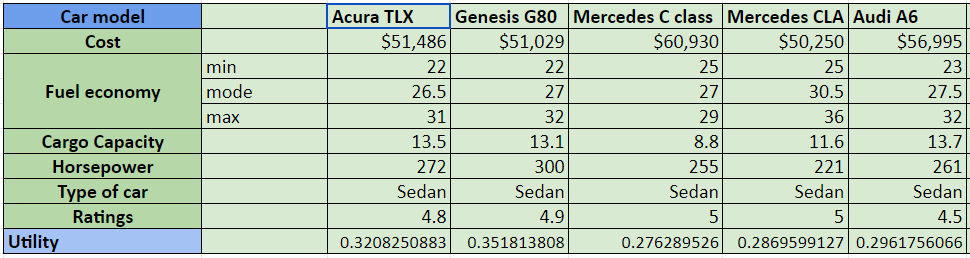 Car model Acura TLX Genesis G80 Mercedes C class Mercedes CLA Audi A6
Cost $51,486 $51,029 $60,930 $50,250 $56,995
min 22 22 25 25 23
Fuel economy mode 26.5 27 27 30.5 27.5
max 31 32 29 36 32
Cargo Capacity 13.5 13.1 8.8 11.6 13.7
Horsepower 272 300 255 221 261
Type of car Sedan Sedan Sedan Sedan Sedan
Ratings 4.8 4.9 5 5 4.5
Utility 0.3208250883 0.351813808 0.276289526 0.2869599127 0.2961756066